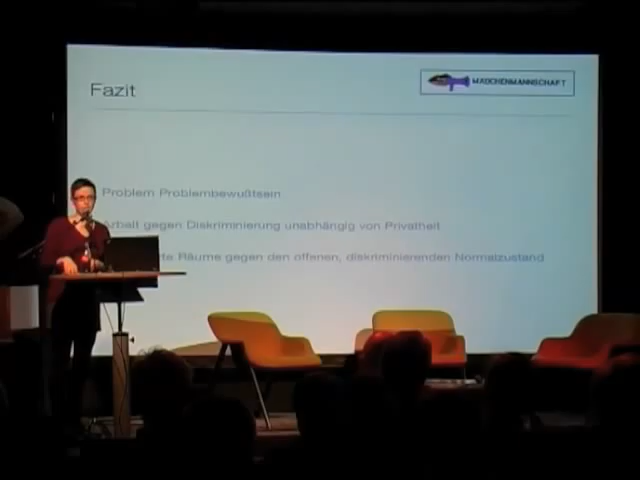 Fazit
MÄDCHENMANNSCHAFT
Problem Problembewußtsein
Arbeit gegen Diskriminierung unabhängig von Privatheit
Räume gegen den offenen, diskriminierenden Normalzustand